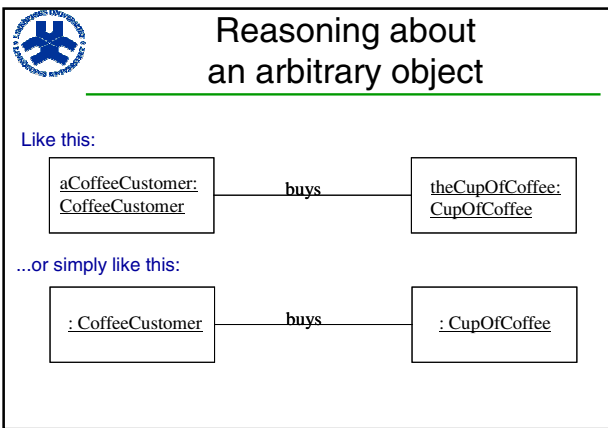 Reasoning about
an arbitrary object
Like this:
aCoffeeCustomer:
CoffeeCustomer
buys
theCupOfCoffee:
CupOfCoffee
...or simply like this:
: CoffeeCustomer
buys
: CupOfCoffee